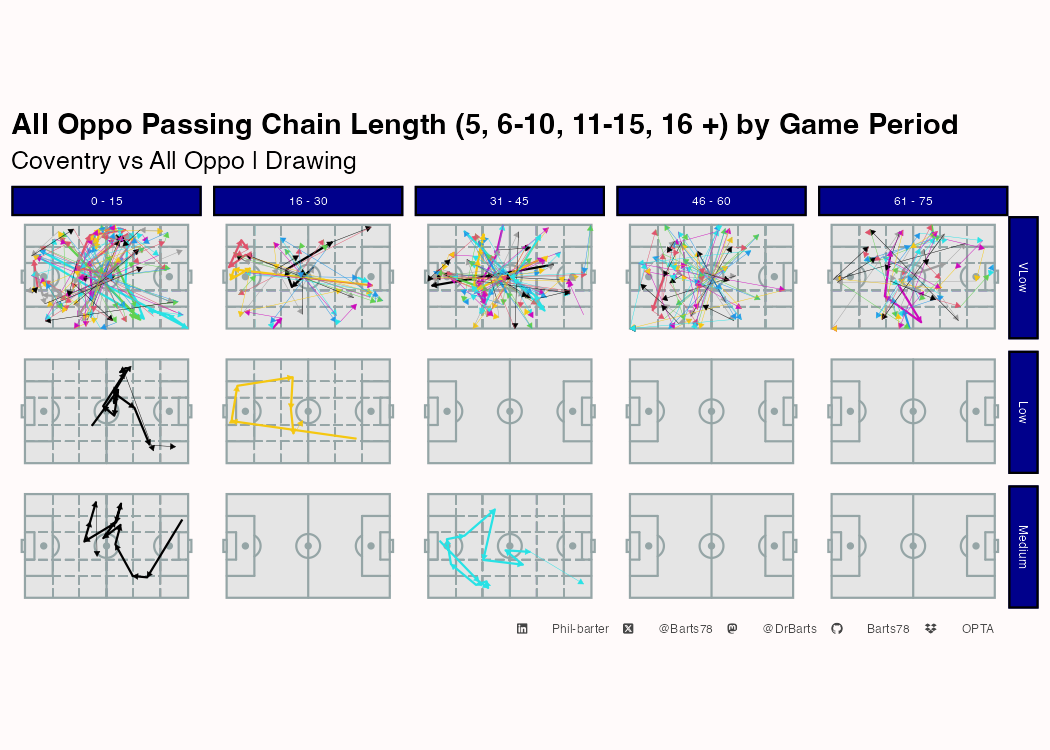 All Oppo Passing Chain Length (5, 6-10, 11-15, 16 +) by Game Period
Coventry vs All Oppo | Drawing
0 - 15
16 - 30
31 - 45
46 - 60
61 - 75
VLow
Low
Medium
Phil-barter @Barts78 @DrBarts Barts78 OPTA